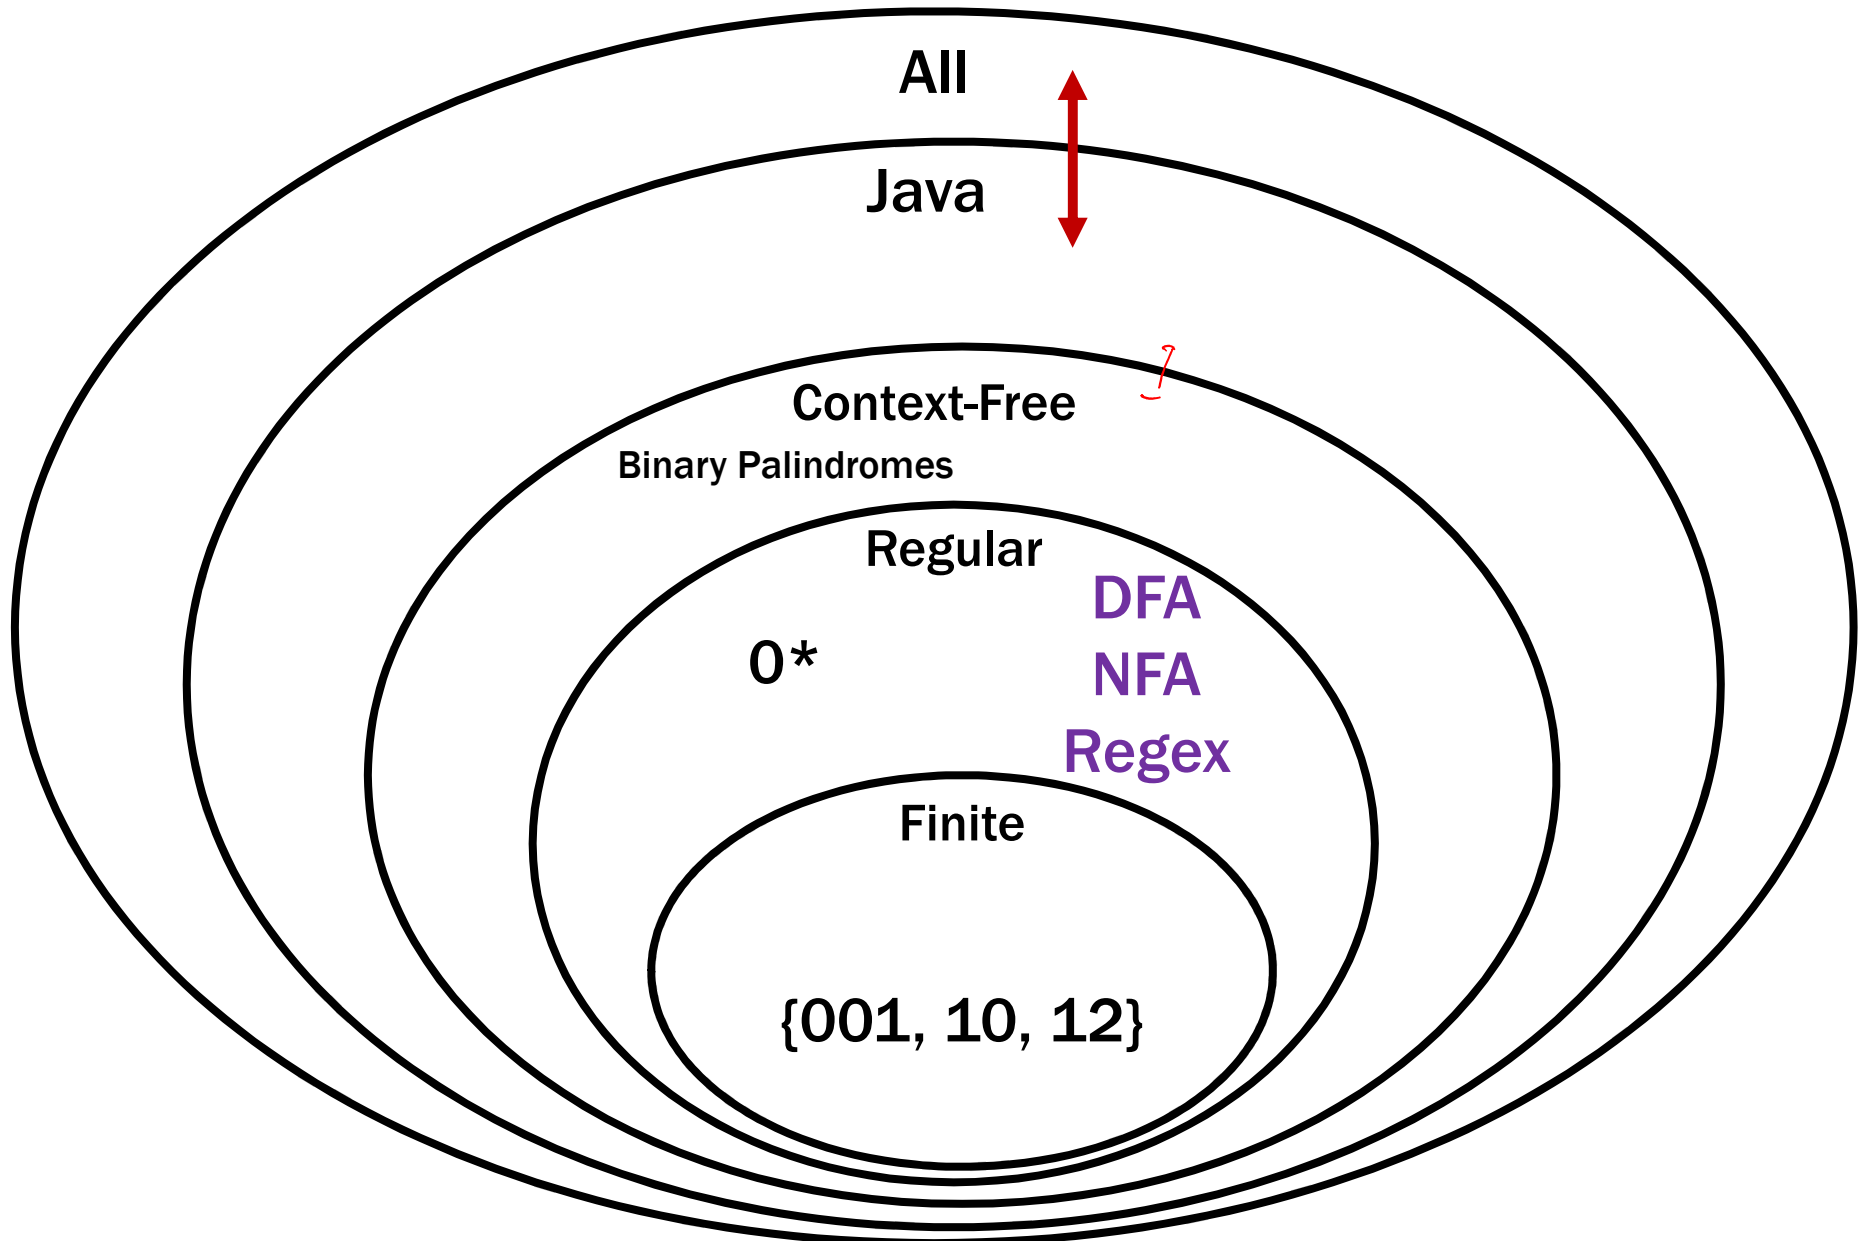 All
Java
Context-Free
Binary Palindromes
Regular
DFA
0*
NFA
Regex
Finite
{001, 10, 12}